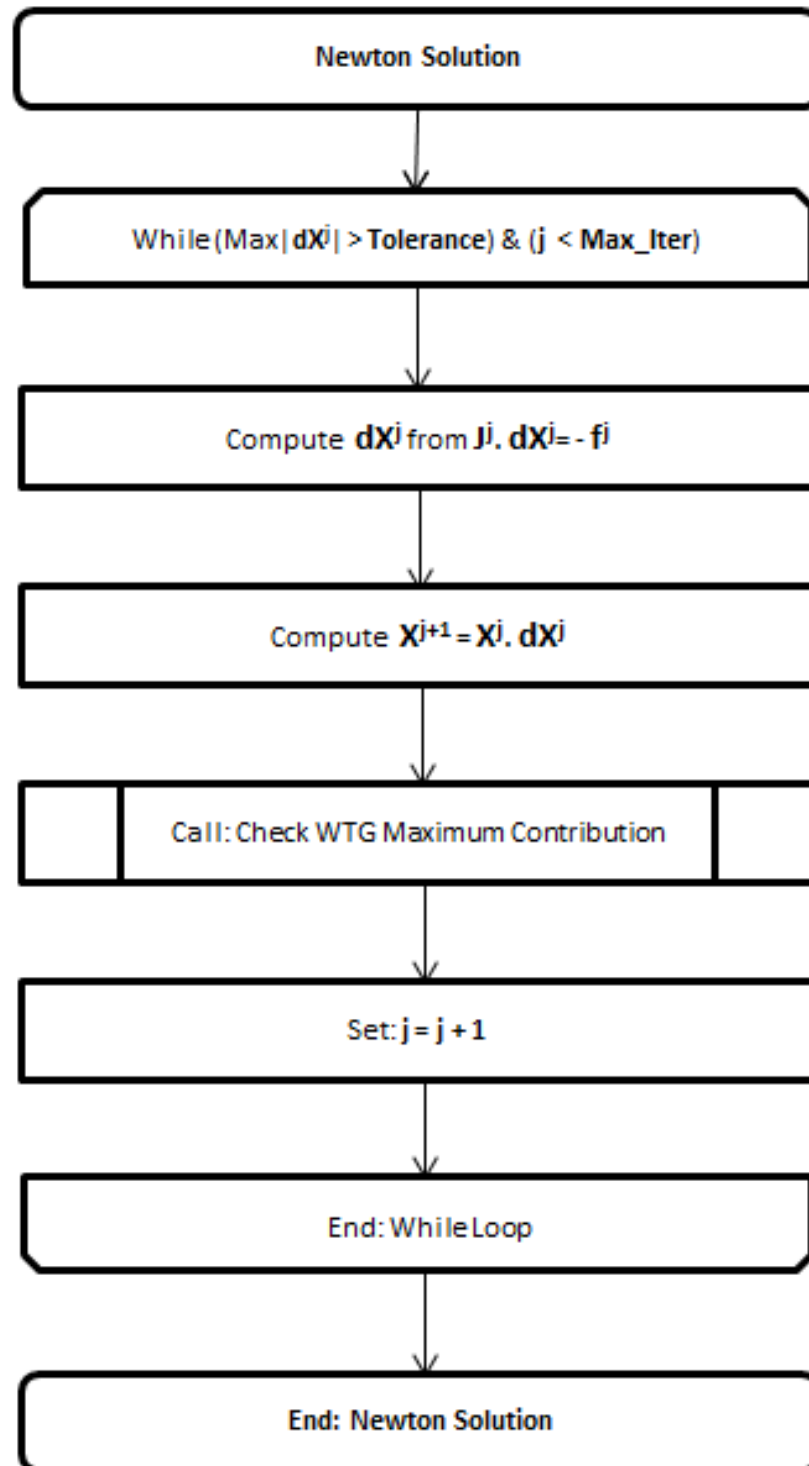 Newton Solution
While (Max|dXʲ| > Tolerance) & (j < Max_Iter)
Compute dXʲ from Jʲ. dXʲ= - fʲ
Compute Xʲ⁺¹ = Xʲ. dXʲ
Call: Check WTG Maximum Contribution
Set: j = j + 1
End: While Loop
End: Newton Solution